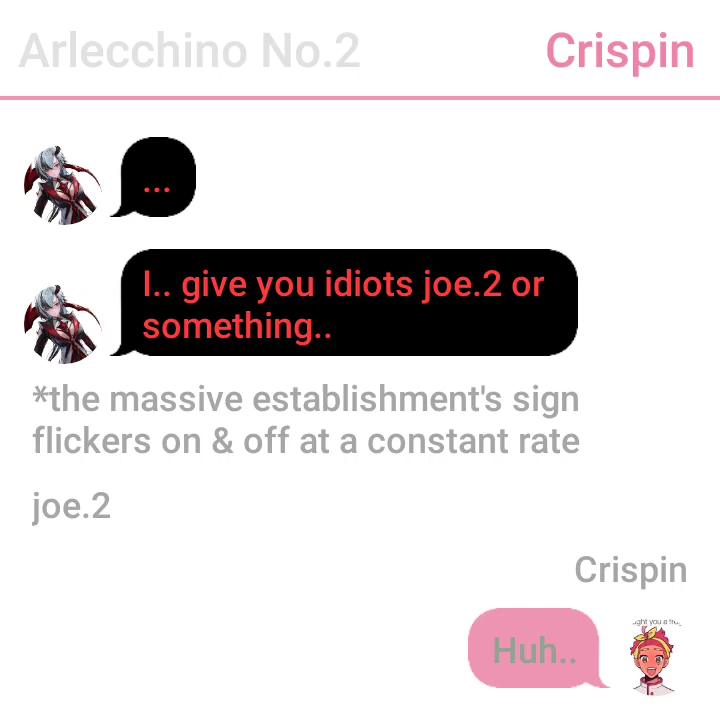 Arlecchino No.2
Crispin
...
I.. give you idiots joe.2 or
something..
*the massive establishment's sign
flickers on & off at a constant rate
joe.2
Crispin
Huh..
you a